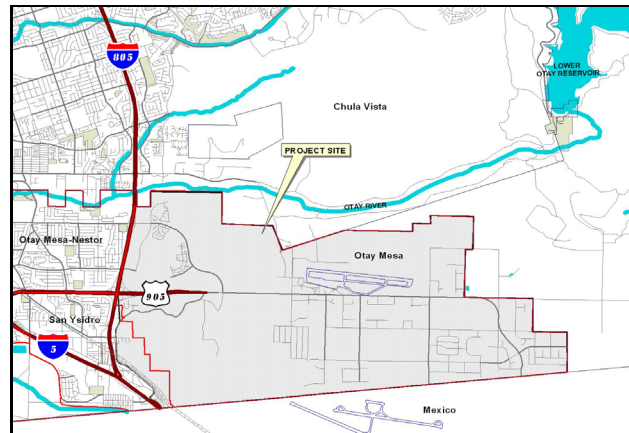 805
LOWER
OTAY RESERVOIR
Chula Vista
PROJECT SITE
OTAY RIVER
Otay Mesa-Nestor
Otay Mesa
905
San Ysidro
5
Mexico